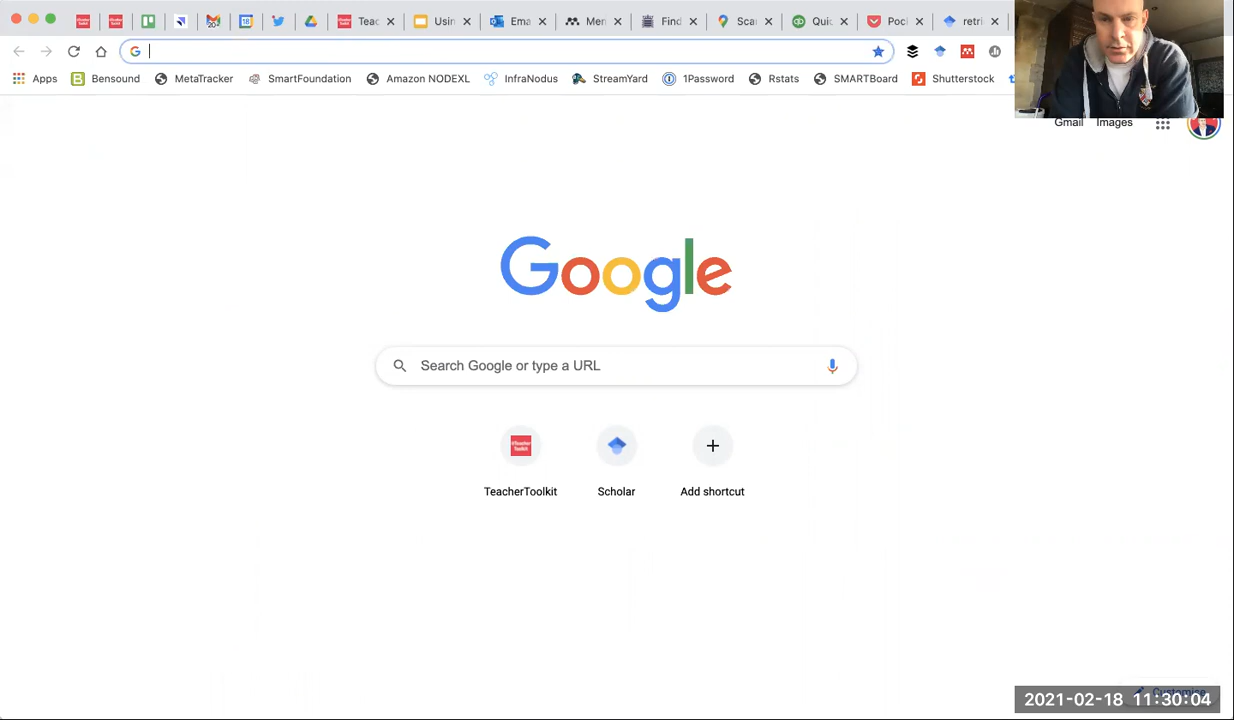 Teac
Usin
Ema
Men
Find
Scar
Quic
Poci
retri
Apps
Bensound
MetaTracker
SmartFoundation
Amazon NODEXL
InfraNodus
StreamYard
1Password
Rstats
SMARTBoard
Shutterstock
Gmail Images
Google
Search Google or type a URL
TeacherToolkit
Scholar
Add shortcut
Customise
2021-02-18 11:30:04